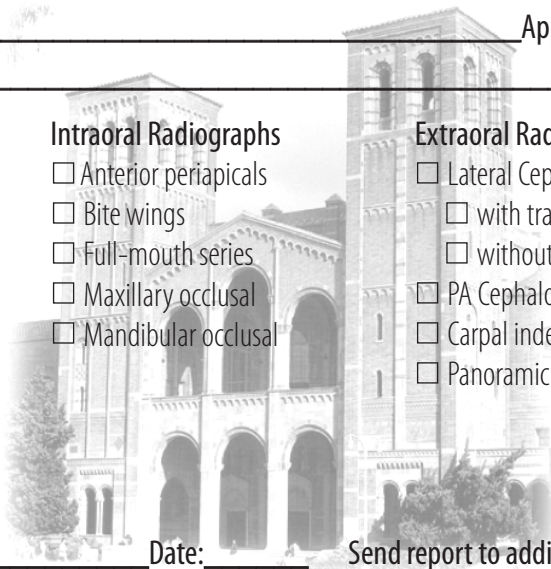 Ap
Intraoral Radiographs
☐ Anterior periapicals
☐ Bite wings
☐ Full-mouth series
☐ Maxillary occlusal
☐ Mandibular occlusal
Extraoral Rad
☐ Lateral Cep
☐ with tra
☐ without
☐ PA Cephalo
☐ Carpal inde
☐ Panoramic
Date:
Send report to addi